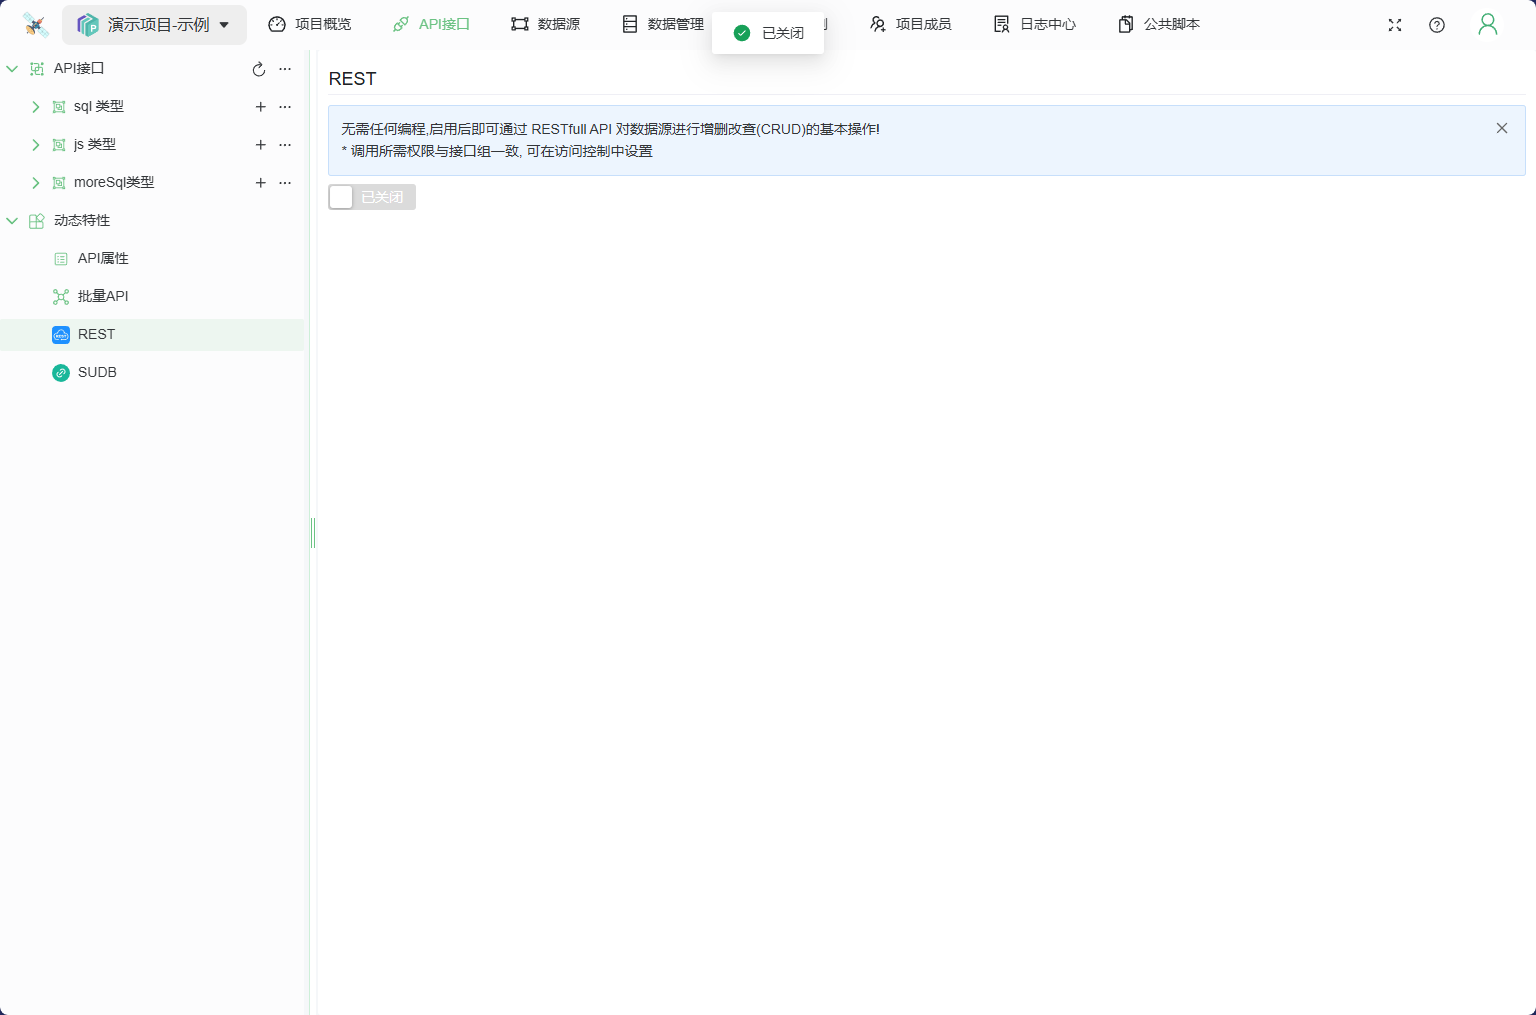 演示项目-示例
项目概览
API接口
数据源
数据管理
已关闭
项目成员
日志中心
公共脚本
API接口
sql 类型
js 类型
moreSql类型
动态特性
API属性
批量API
REST
SUDB
REST
无需任何编程,启用后即可通过 RESTfull API 对数据源进行增删改查(CRUD)的基本操作!
* 调用所需权限与接口组一致, 可在访问控制中设置
已关闭